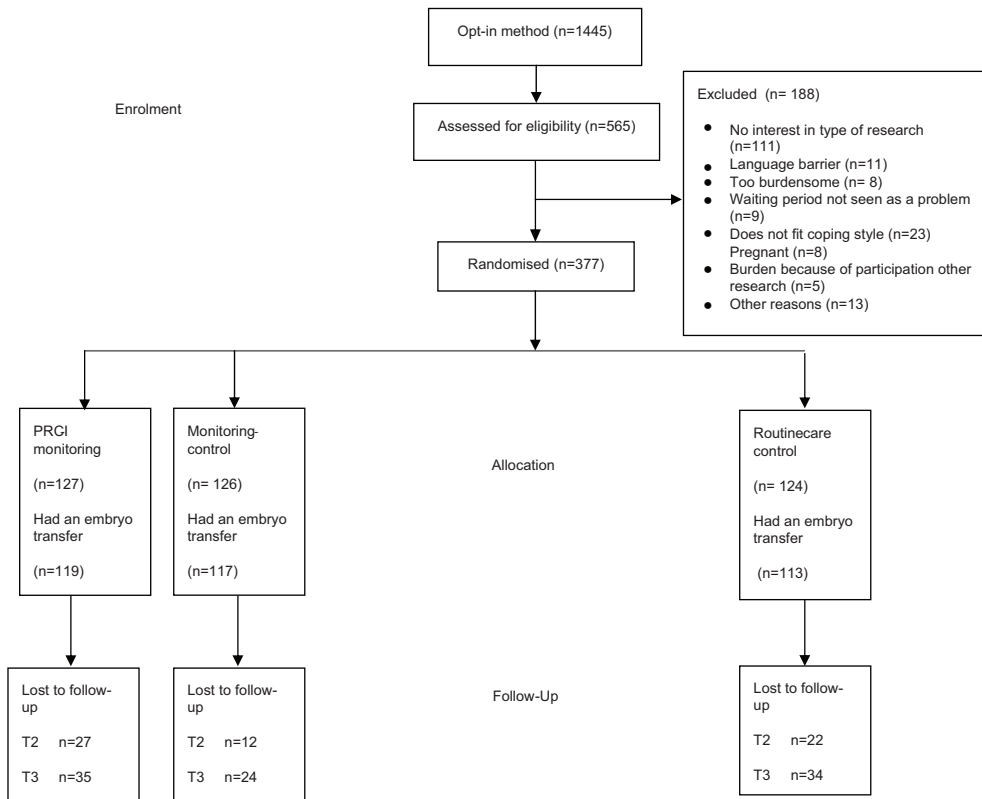 Opt-in method (n=1445)
Enrolment
Assessed for eligibility (n=565)
Excluded (n= 188)
● No interest in type of research
(n=111)
● Language barrier (n=11)
● Too burdensome (n= 8)
● Waiting period not seen as a problem
(n=9)
● Does not fit coping style (n=23)
Pregnant (n=8)
● Burden because of participation other
research (n=5)
● Other reasons (n=13)
Randomised (n=377)
Allocation
PRCI
monitoring
(n=127)
Had an embryo
transfer
(n=119)
Monitoring-
control
(n= 126)
Had an embryo
transfer
(n=117)
Routinecare
control
(n= 124)
Had an embryo
transfer
(n=113)
Follow-Up
Lost to follow-
up
T2 n=27
T3 n=35
Lost to follow-
up
T2 n=12
T3 n=24
Lost to follow-
up
T2 n=22
T3 n=34